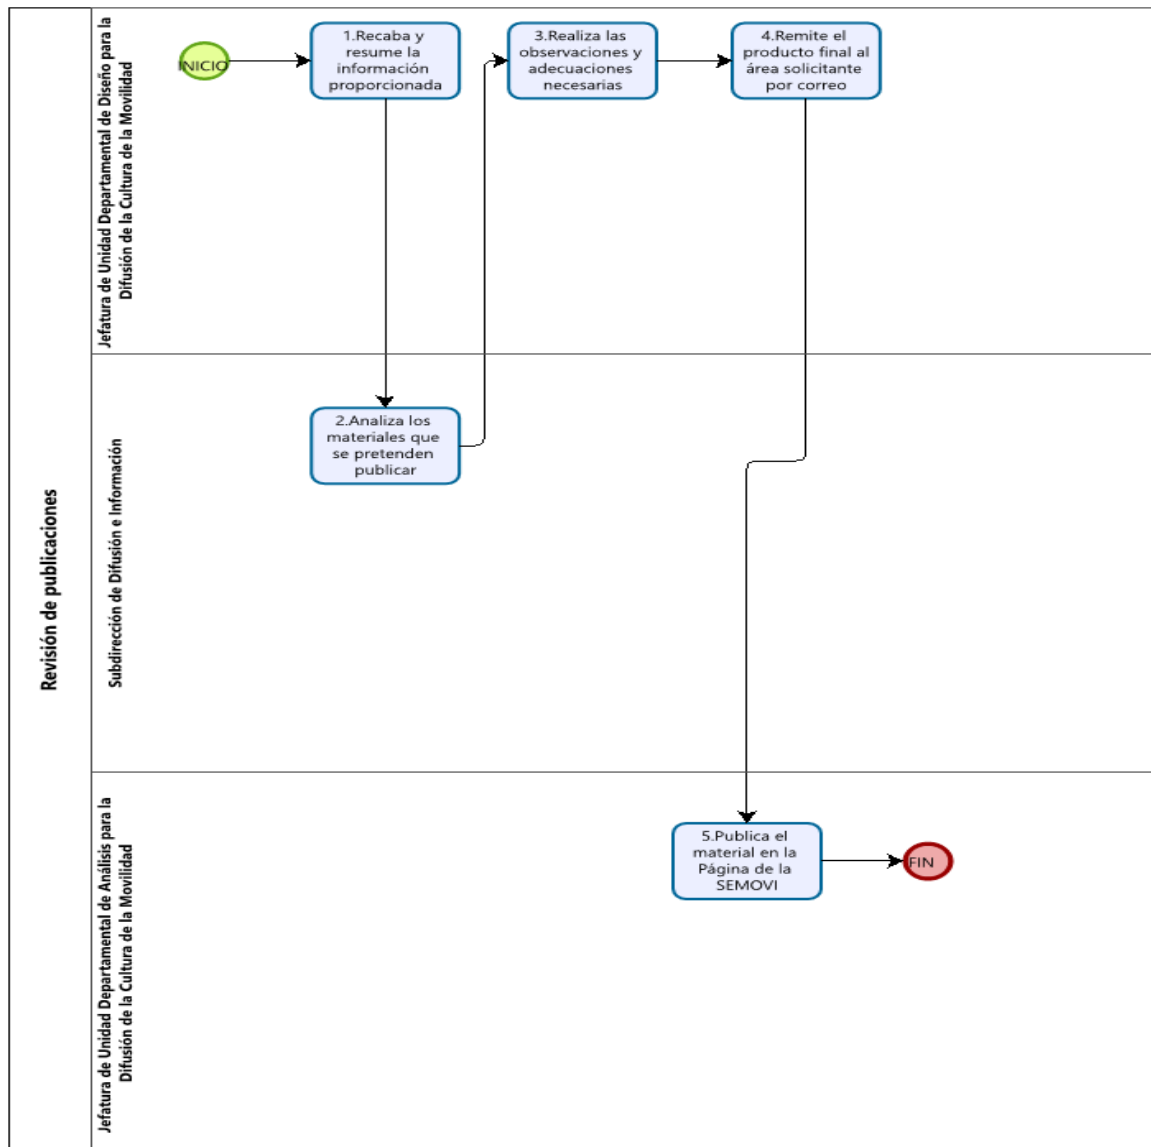 Revisión de publicaciones
Jefatura de Unidad Departamental de Diseño para la
Difusión de la Cultura de la Movilidad
INICIO
1.Recaba y
resume la
información
proporcionada
3.Realiza las
observaciones y
adecuaciones
necesarias
4.Remite el
producto final al
área solicitante
por correo
Subdirección de Difusión e Información
2.Analiza los
materiales que
se pretenden
publicar
Jefatura de Unidad Departamental de Análisis para la
Difusión de la Cultura de la Movilidad
5.Publica el
material en la
Página de la
SEMOVI
FIN